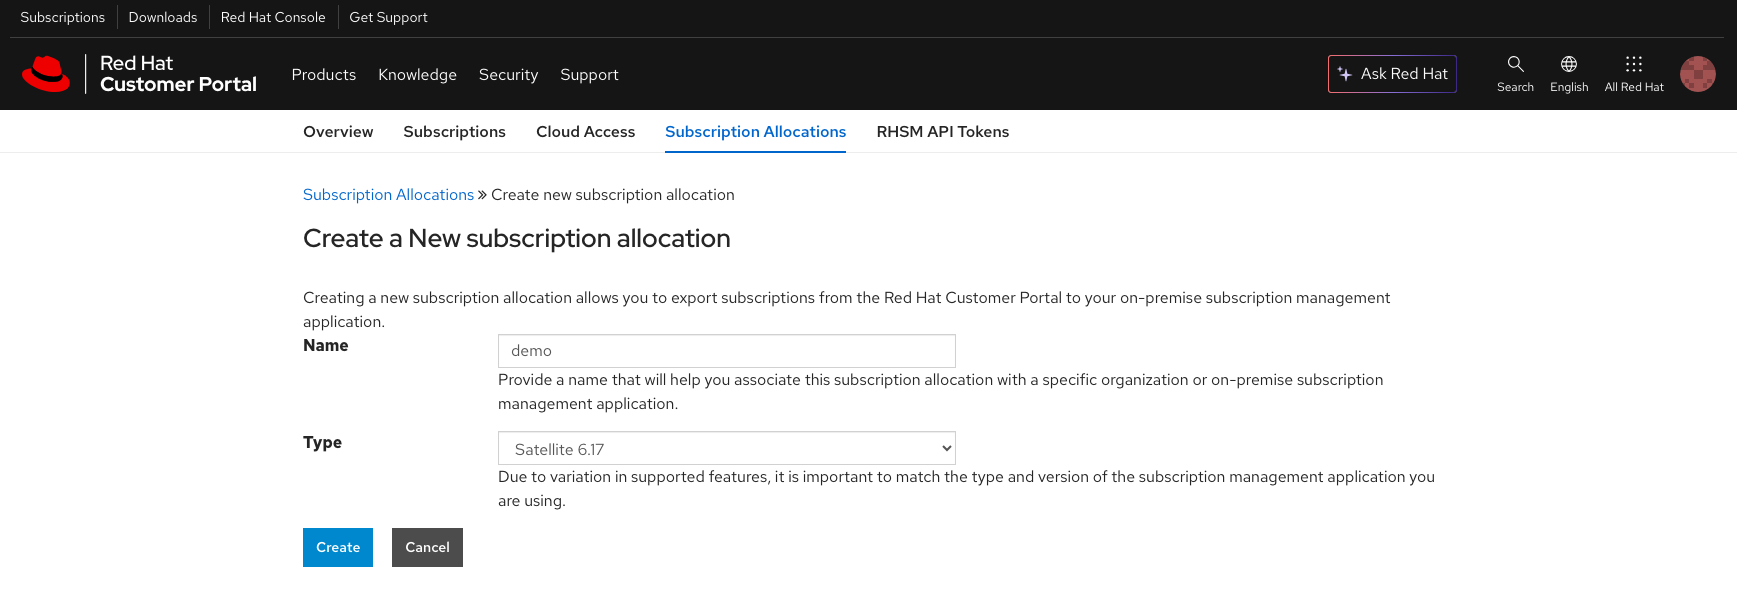 Subscriptions Downloads Red Hat Console Get Support
Red Hat
Customer Portal
Products Knowledge Security Support
Ask Red Hat
Search English All Red Hat
Overview Subscriptions Cloud Access Subscription Allocations RHSM API Tokens
Subscription Allocations » Create new subscription allocation
Create a New subscription allocation
Creating a new subscription allocation allows you to export subscriptions from the Red Hat Customer Portal to your on-premise subscription management
application.
Name
demo
Provide a name that will help you associate this subscription allocation with a specific organization or on-premise subscription
management application.
Type
Satellite 6.17
Due to variation in supported features, it is important to match the type and version of the subscription management application you
are using.
Create Cancel